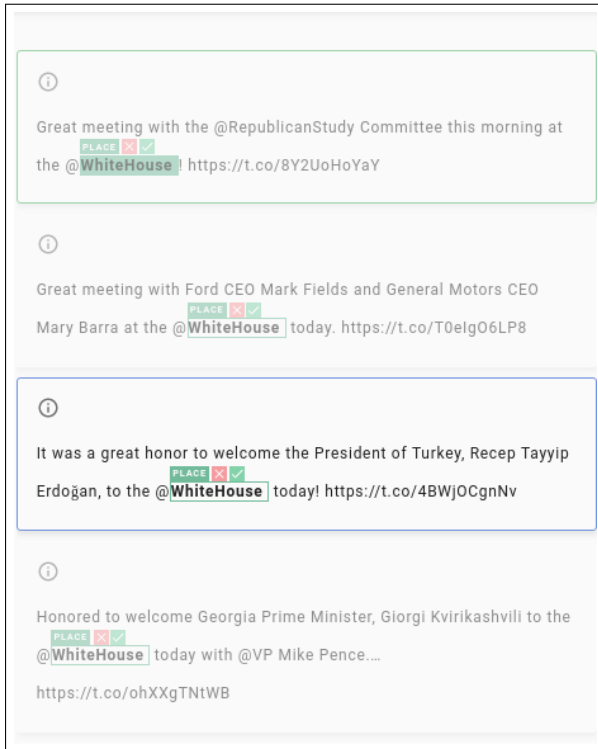 Great meeting with the @RepublicanStudy Committee this morning at
PLACE
the @WhiteHouse ! https://t.co/8Y2UoHoYaY
Great meeting with Ford CEO Mark Fields and General Motors CEO
PLACE
Mary Barra at the @WhiteHouse today. https://t.co/T0eIgO6LP8
It was a great honor to welcome the President of Turkey, Recep Tayyip
PLACE
Erdoğan, to the @WhiteHouse today! https://t.co/4BWjOCgnNv
Honored to welcome Georgia Prime Minister, Giorgi Kvirikashvili to the
PLACE
@WhiteHouse today with @VP Mike Pence.…
https://t.co/ohXXgTNtWB